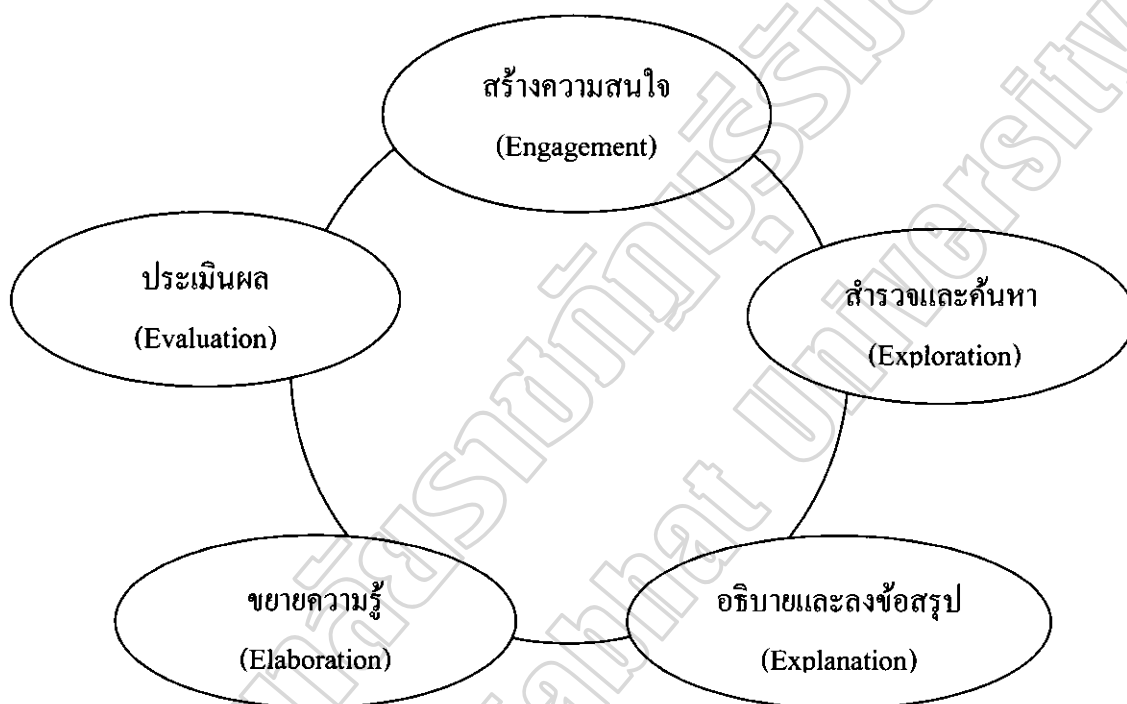 สร้างความสนใจ
(Engagement)
สำรวจและค้นหา
(Exploration)
อธิบายและลงข้อสรุป
(Explanation)
ขยายความรู้
(Elaboration)
ประเมินผล
(Evaluation)